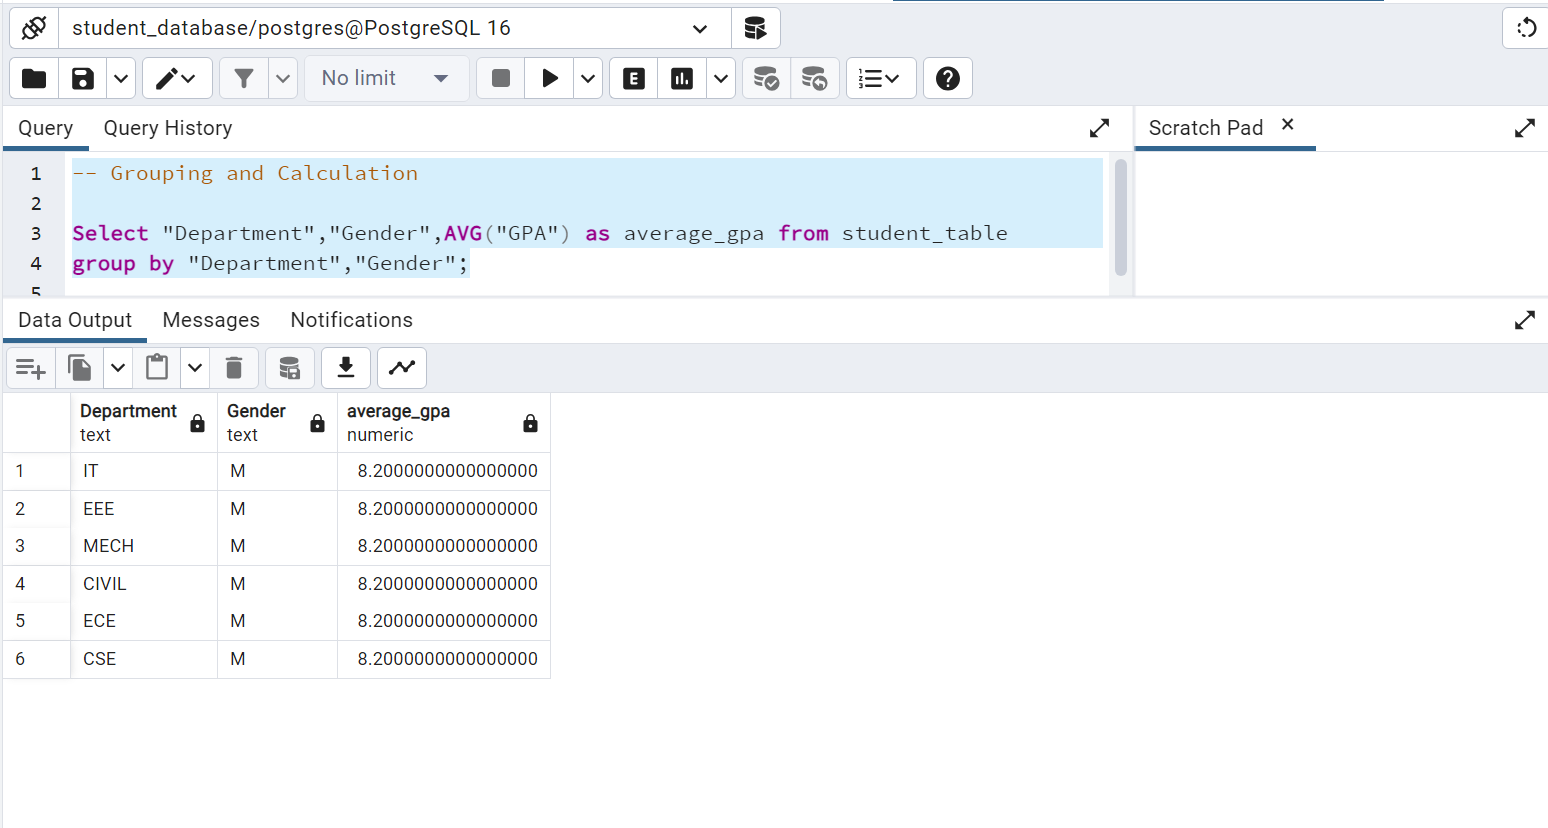 student_database/postgres@PostgreSQL 16
No limit
E
Query
Query History
Scratch Pad
1 -- Grouping and Calculation
2
3 Select "Department","Gender",AVG("GPA") as average_gpa from student_table
4 group by "Department","Gender";
5
Data Output
Messages
Notifications
Department Gender average_gpa
text text numeric
1 IT M 8.2000000000000000
2 EEE M 8.2000000000000000
3 MECH M 8.2000000000000000
4 CIVIL M 8.2000000000000000
5 ECE M 8.2000000000000000
6 CSE M 8.2000000000000000